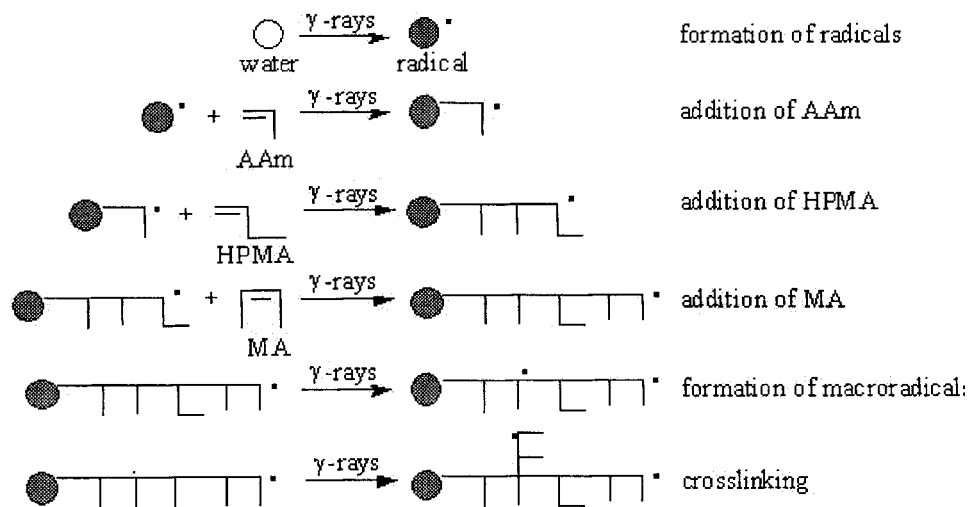 γ-rays
formation of radicals
water
radical
γ-rays
+
addition of AAm
AAm
γ-rays
+
addition of HPMA
HPMA
γ-rays
+
addition of MA
MA
γ-rays
formation of macroradicals
γ-rays
crosslinking